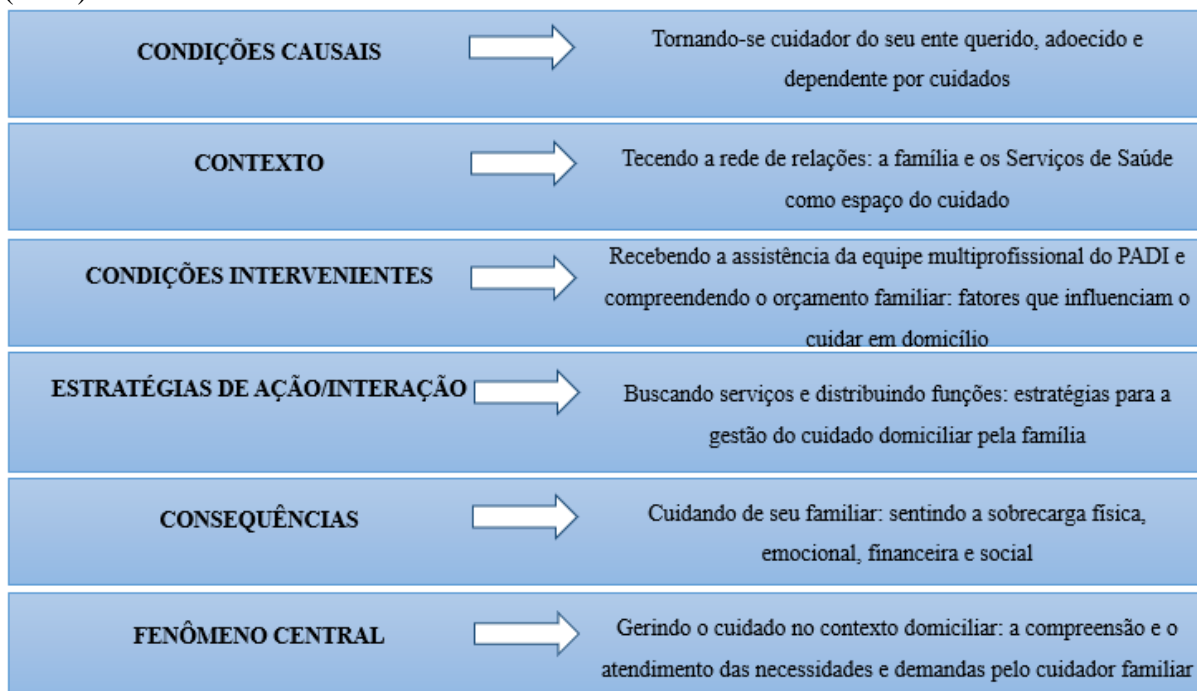 CONDIÇÕES CAUSAIS
Tornando-se cuidador do seu ente querido, adoecido e
dependente por cuidados
CONTEXTO
Tecendo a rede de relações: a família e os Serviços de Saúde
como espaço do cuidado
CONDIÇÕES INTERVENIENTES
Recebendo a assistência da equipe multiprofissional do PADI e
compreendendo o orçamento familiar: fatores que influenciam o
cuidar em domicílio
ESTRATÉGIAS DE AÇÃO/INTERAÇÃO
Buscando serviços e distribuindo funções: estratégias para a
gestão do cuidado domiciliar pela família
CONSEQUÊNCIAS
Cuidando de seu familiar: sentindo a sobrecarga física,
emocional, financeira e social
FENÔMENO CENTRAL
Gerindo o cuidado no contexto domiciliar: a compreensão e o
atendimento das necessidades e demandas pelo cuidador familiar